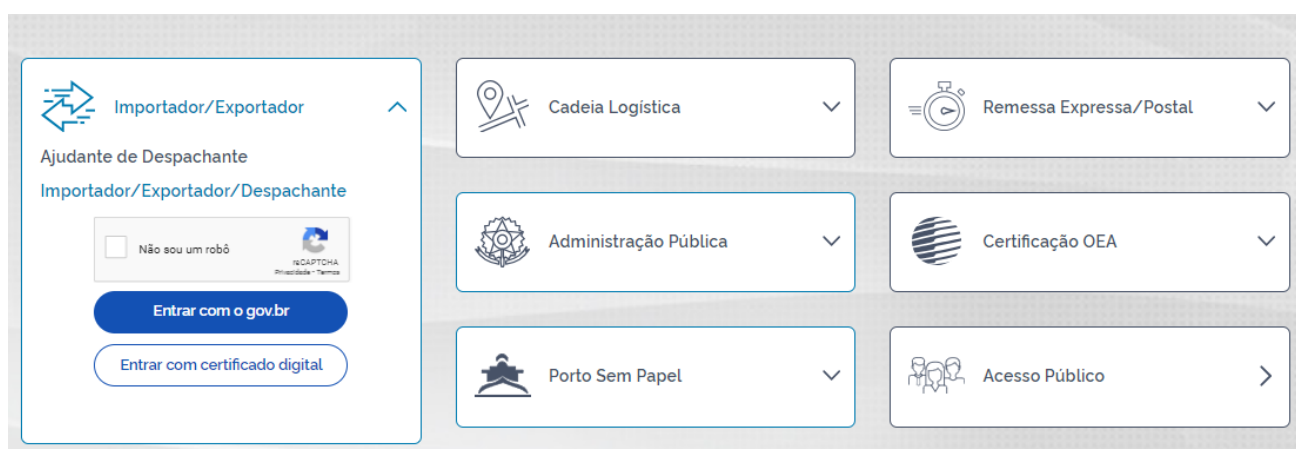 Importador/Exportador
Ajudante de Despachante
Importador/Exportador/Despachante
Não sou um robô
reCAPTCHA
Privacidade - Termos
Entrar com o gov.br
Entrar com certificado digital
Cadeia Logística
Remessa Expressa/Postal
Administração Pública
Certificação OEA
Porto Sem Papel
Acesso Público